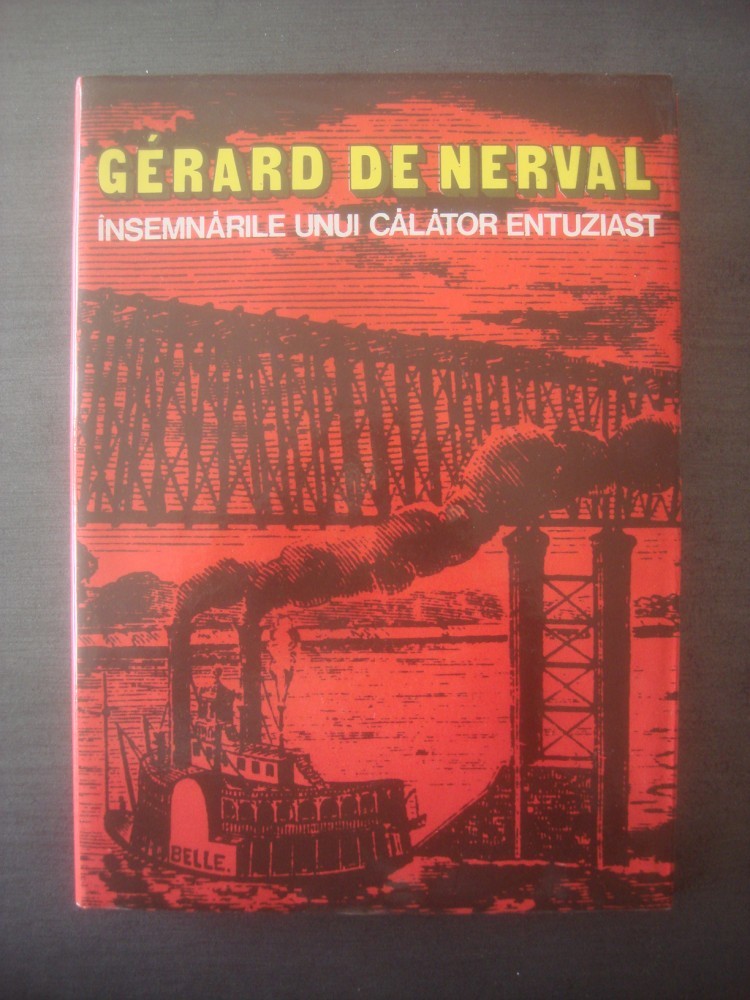 GÉRARD DE NERVAL
ÎNSEMNĂRILE UNUI CĂLĂTOR ENTUZIAST
BELLE.